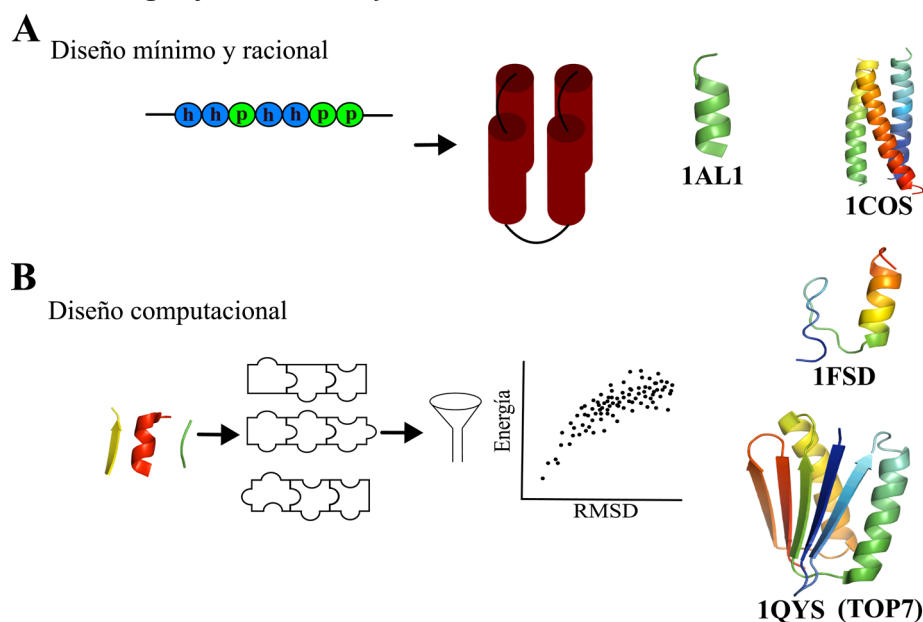 A
Diseño mínimo y racional
h h p h h p p
1AL1
1COS
B
Diseño computacional
1FSD
Energía
RMSD
1QYS (TOP7)